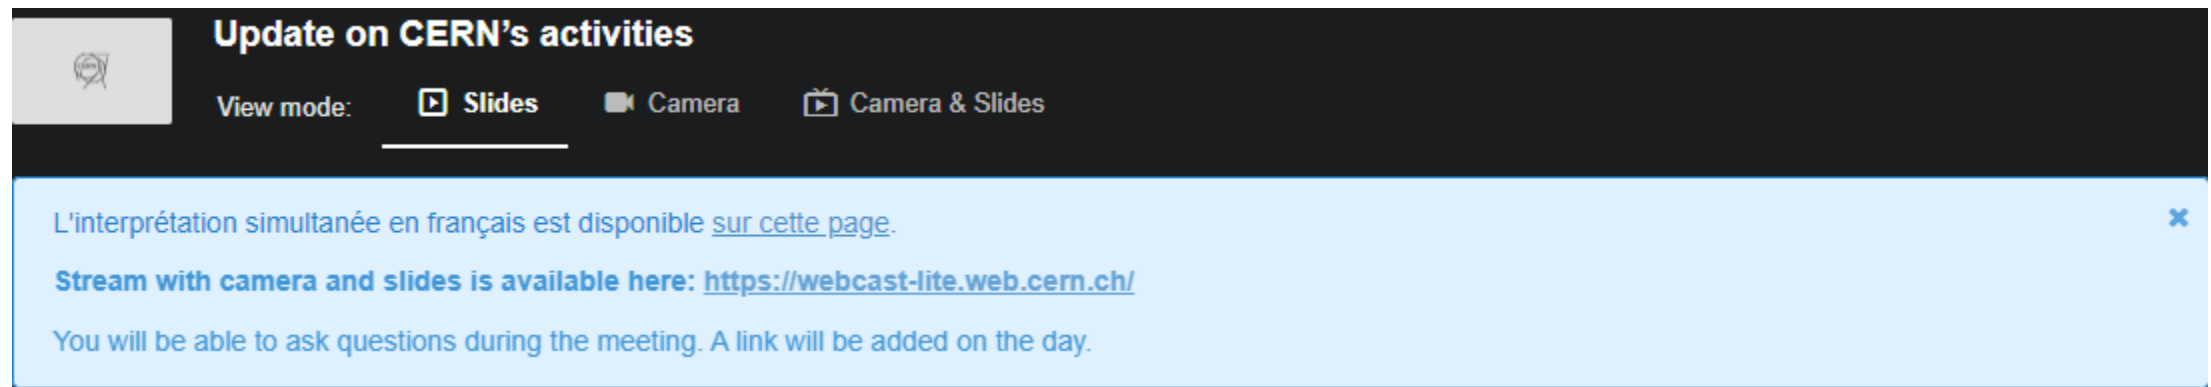 Update on CERN’s activities
View mode: Slides Camera Camera & Slides
L'interprétation simultanée en français est disponible sur cette page.
Stream with camera and slides is available here: https://webcast-lite.web.cern.ch/
You will be able to ask questions during the meeting. A link will be added on the day.